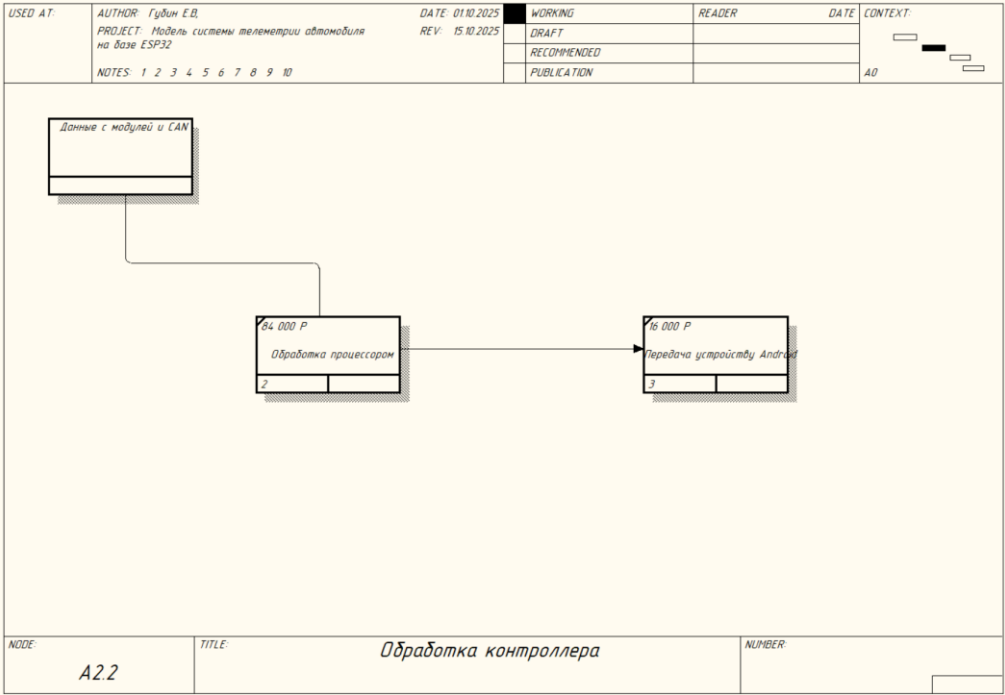 USED AT:
AUTHOR: Губин Е.В,
DATE: 01.10.2025
PROJECT: Модель системы телеметрии автомобиля
на базе ESP32
REV: 15.10.2025
NOTES: 1 2 3 4 5 6 7 8 9 10
WORKING
DRAFT
RECOMMENDED
PUBLICATION
READER
DATE
CONTEXT:
A0
Данные с модулей и CAN
84 000 Р
Обработка процессором
2
16 000 Р
Передача устройству Android
3
NODE:
A2.2
TITLE:
Обработка контроллера
NUMBER: